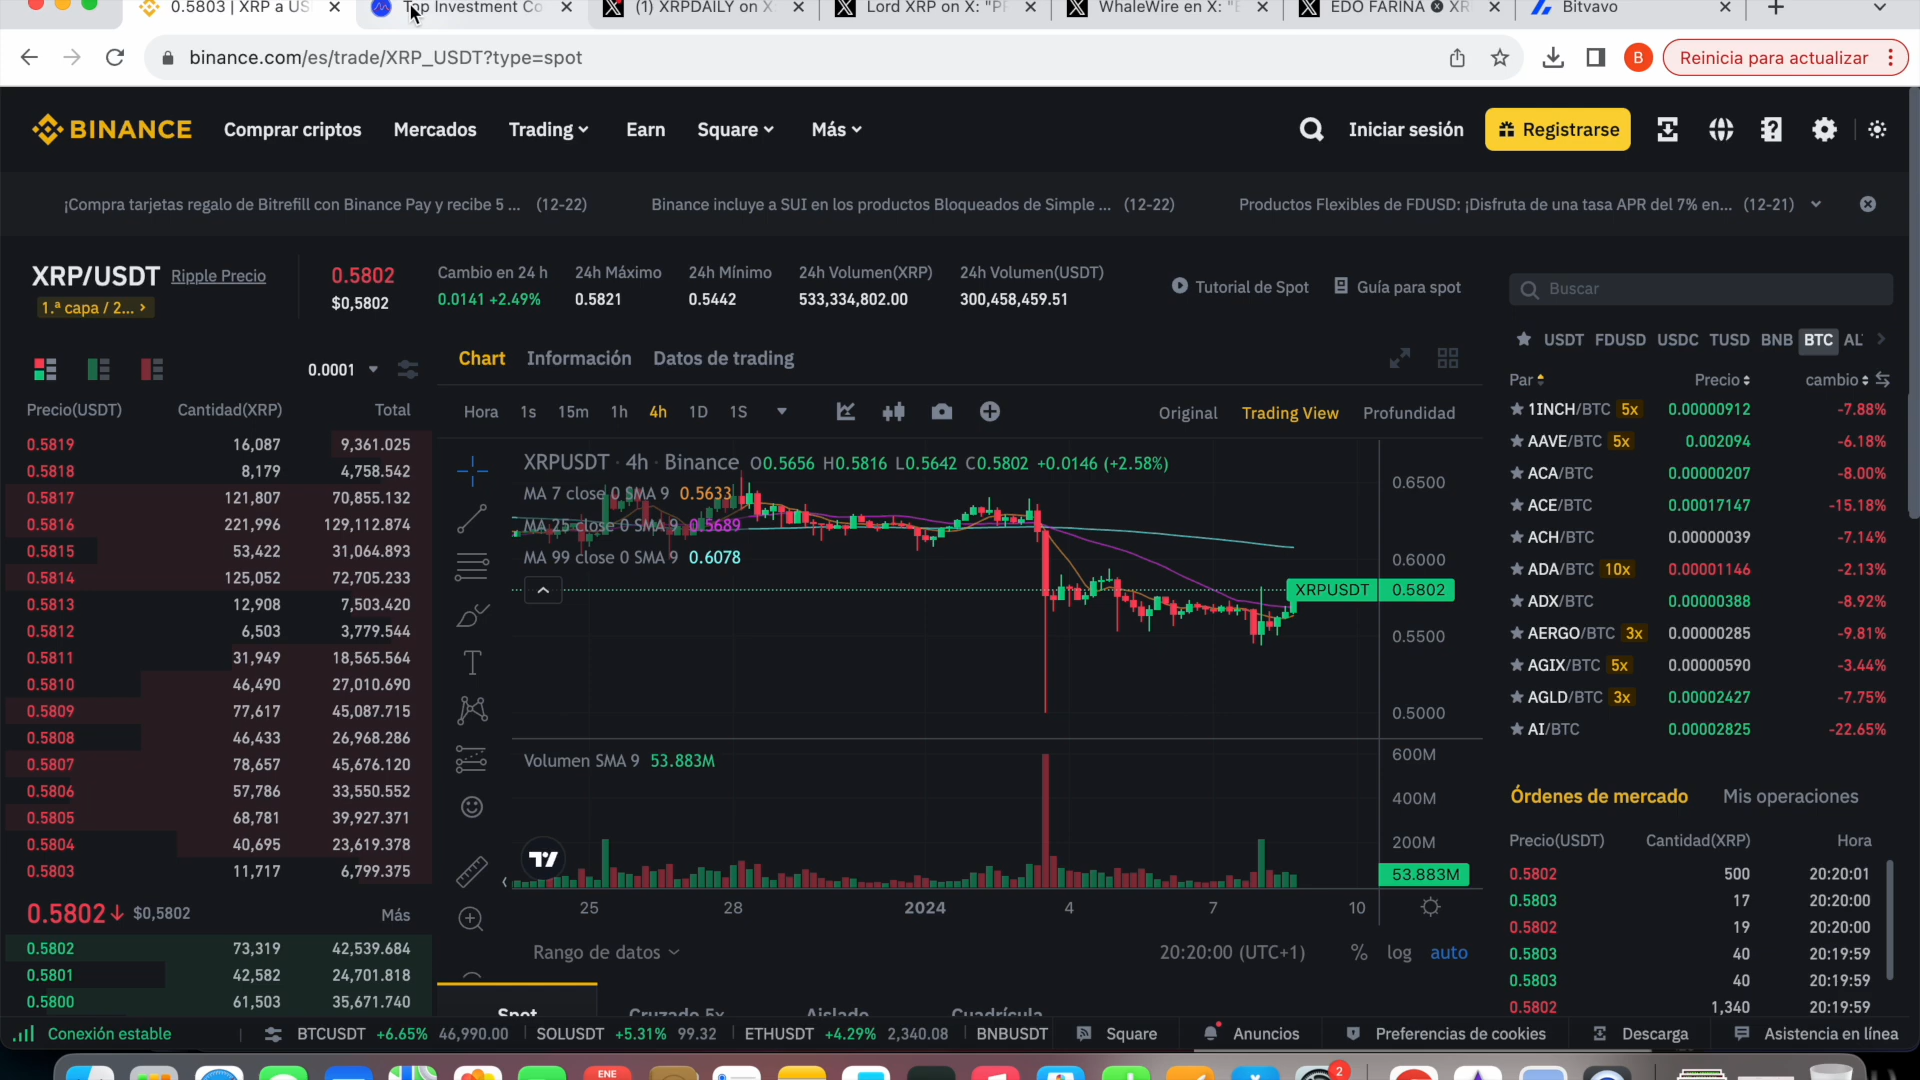 0.5803 | XRP a US
Top Investment Co
(1) XRPDAILY on X
Lord XRP on X: "PF
WhaleWire en X: "E
EDO FARINA XR
Bitvavo
binance.com/es/trade/XRP_USDT?type=spot
B
Reinicia para actualizar
BINANCE
Comprar criptos
Mercados
Trading
Earn
Square
Más
Iniciar sesión
Registrarse
¡Compra tarjetas regalo de Bitrefill con Binance Pay y recibe 5 ... (12-22)
Binance incluye a SUI en los productos Bloqueados de Simple ... (12-22)
Productos Flexibles de FDUSD: ¡Disfruta de una tasa APR del 7% en... (12-21)
XRP/USDT
Ripple Precio
1.ª capa / 2...
0.5802
$0,5802
Cambio en 24 h
0.0141 +2.49%
24h Máximo
0.5821
24h Mínimo
0.5442
24h Volumen(XRP)
533,334,802.00
24h Volumen(USDT)
300,458,459.51
Tutorial de Spot
Guía para spot
Buscar
USDT FDUSD USDC TUSD BNB BTC AL
0.0001
Precio(USDT) Cantidad(XRP) Total
0.5819 16,087 9,361.025
0.5818 8,179 4,758.542
0.5817 121,807 70,855.132
0.5816 221,996 129,112.874
0.5815 53,422 31,064.893
0.5814 125,052 72,705.233
0.5813 12,908 7,503.420
0.5812 6,503 3,779.544
0.5811 31,949 18,565.564
0.5810 46,490 27,010.690
0.5809 77,617 45,087.715
0.5808 46,433 26,968.286
0.5807 78,657 45,676.120
0.5806 57,786 33,550.552
0.5805 68,781 39,927.371
0.5804 40,695 23,619.378
0.5803 11,717 6,799.375
0.5802 $0,5802 Más
0.5802 73,319 42,539.684
0.5801 42,582 24,701.818
0.5800 61,503 35,671.740
Chart Información Datos de trading
Hora 1s 15m 1h 4h 1D 1S
Original Trading View Profundidad
XRPUSDT · 4h · Binance O0.5656 H0.5816 L0.5642 C0.5802 +0.0146 (+2.58%)
MA 7 close 0 SMA 9 0.5633
MA 25 close 0 SMA 9 0.5689
MA 99 close 0 SMA 9 0.6078
0.6500
0.6000
XRPUSDT 0.5802
0.5500
0.5000
Volumen SMA 9 53.883M
600M
400M
200M
53.883M
25 28 2024 4 7 10
Rango de datos
20:20:00 (UTC+1) % log auto
Spot Cruzado 5x Aislado Cuadrícula
Par Precio cambio
1INCH/BTC 5x 0.00000912 -7.88%
AAVE/BTC 5x 0.002094 -6.18%
ACA/BTC 0.00000207 -8.00%
ACE/BTC 0.00017147 -15.18%
ACH/BTC 0.00000039 -7.14%
ADA/BTC 10x 0.00001146 -2.13%
ADX/BTC 0.00000388 -8.92%
AERGO/BTC 3x 0.00000285 -9.81%
AGIX/BTC 5x 0.00000590 -3.44%
AGLD/BTC 3x 0.00002427 -7.75%
AI/BTC 0.00002825 -22.65%
Órdenes de mercado Mis operaciones
Precio(USDT) Cantidad(XRP) Hora
0.5802 500 20:20:01
0.5803 17 20:20:00
0.5802 19 20:20:00
0.5803 40 20:19:59
0.5803 40 20:19:59
0.5802 1,340 20:19:59
Conexión estable
BTCUSDT +6.65% 46,990.00
SOLUSDT +5.31% 99.32
ETHUSDT +4.29% 2,340.08
BNBUSDT
Square
Anuncios
Preferencias de cookies
Descarga
Asistencia en línea
ENE
2